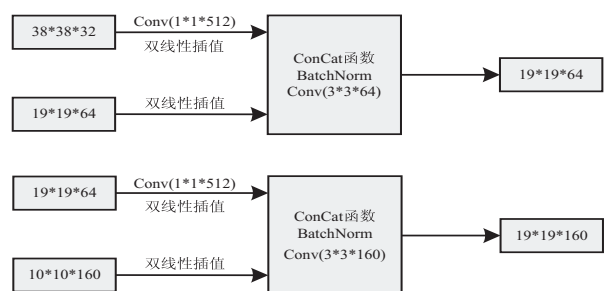 38*38*32
Conv(1*1*512)
双线性插值
19*19*64
双线性插值
ConCat函数
BatchNorm
Conv(3*3*64)
19*19*64
19*19*64
Conv(1*1*512)
双线性插值
10*10*160
双线性插值
ConCat函数
BatchNorm
Conv(3*3*160)
19*19*160